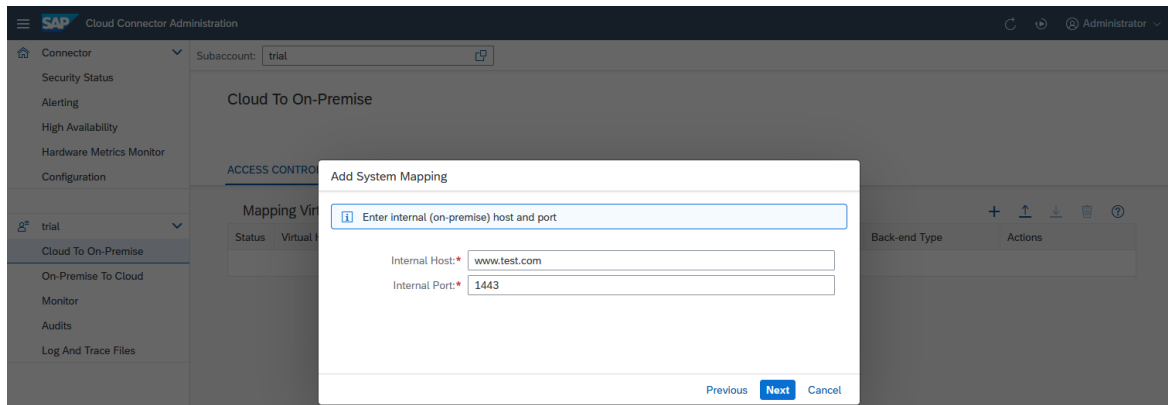 SAP Cloud Connector Administration Administrator
Connector
Subaccount: trial
Security Status
Alerting
Cloud To On-Premise
High Availability
Hardware Metrics Monitor
Configuration
ACCESS CONTRO
Add System Mapping
Enter internal (on-premise) host and port
Mapping Vir
trial
Status Virtual Back-end Type Actions
Cloud To On-Premise
Internal Host:* www.test.com
On-Premise To Cloud
Internal Port:* 1443
Monitor
Audits
Log And Trace Files
Previous Next Cancel